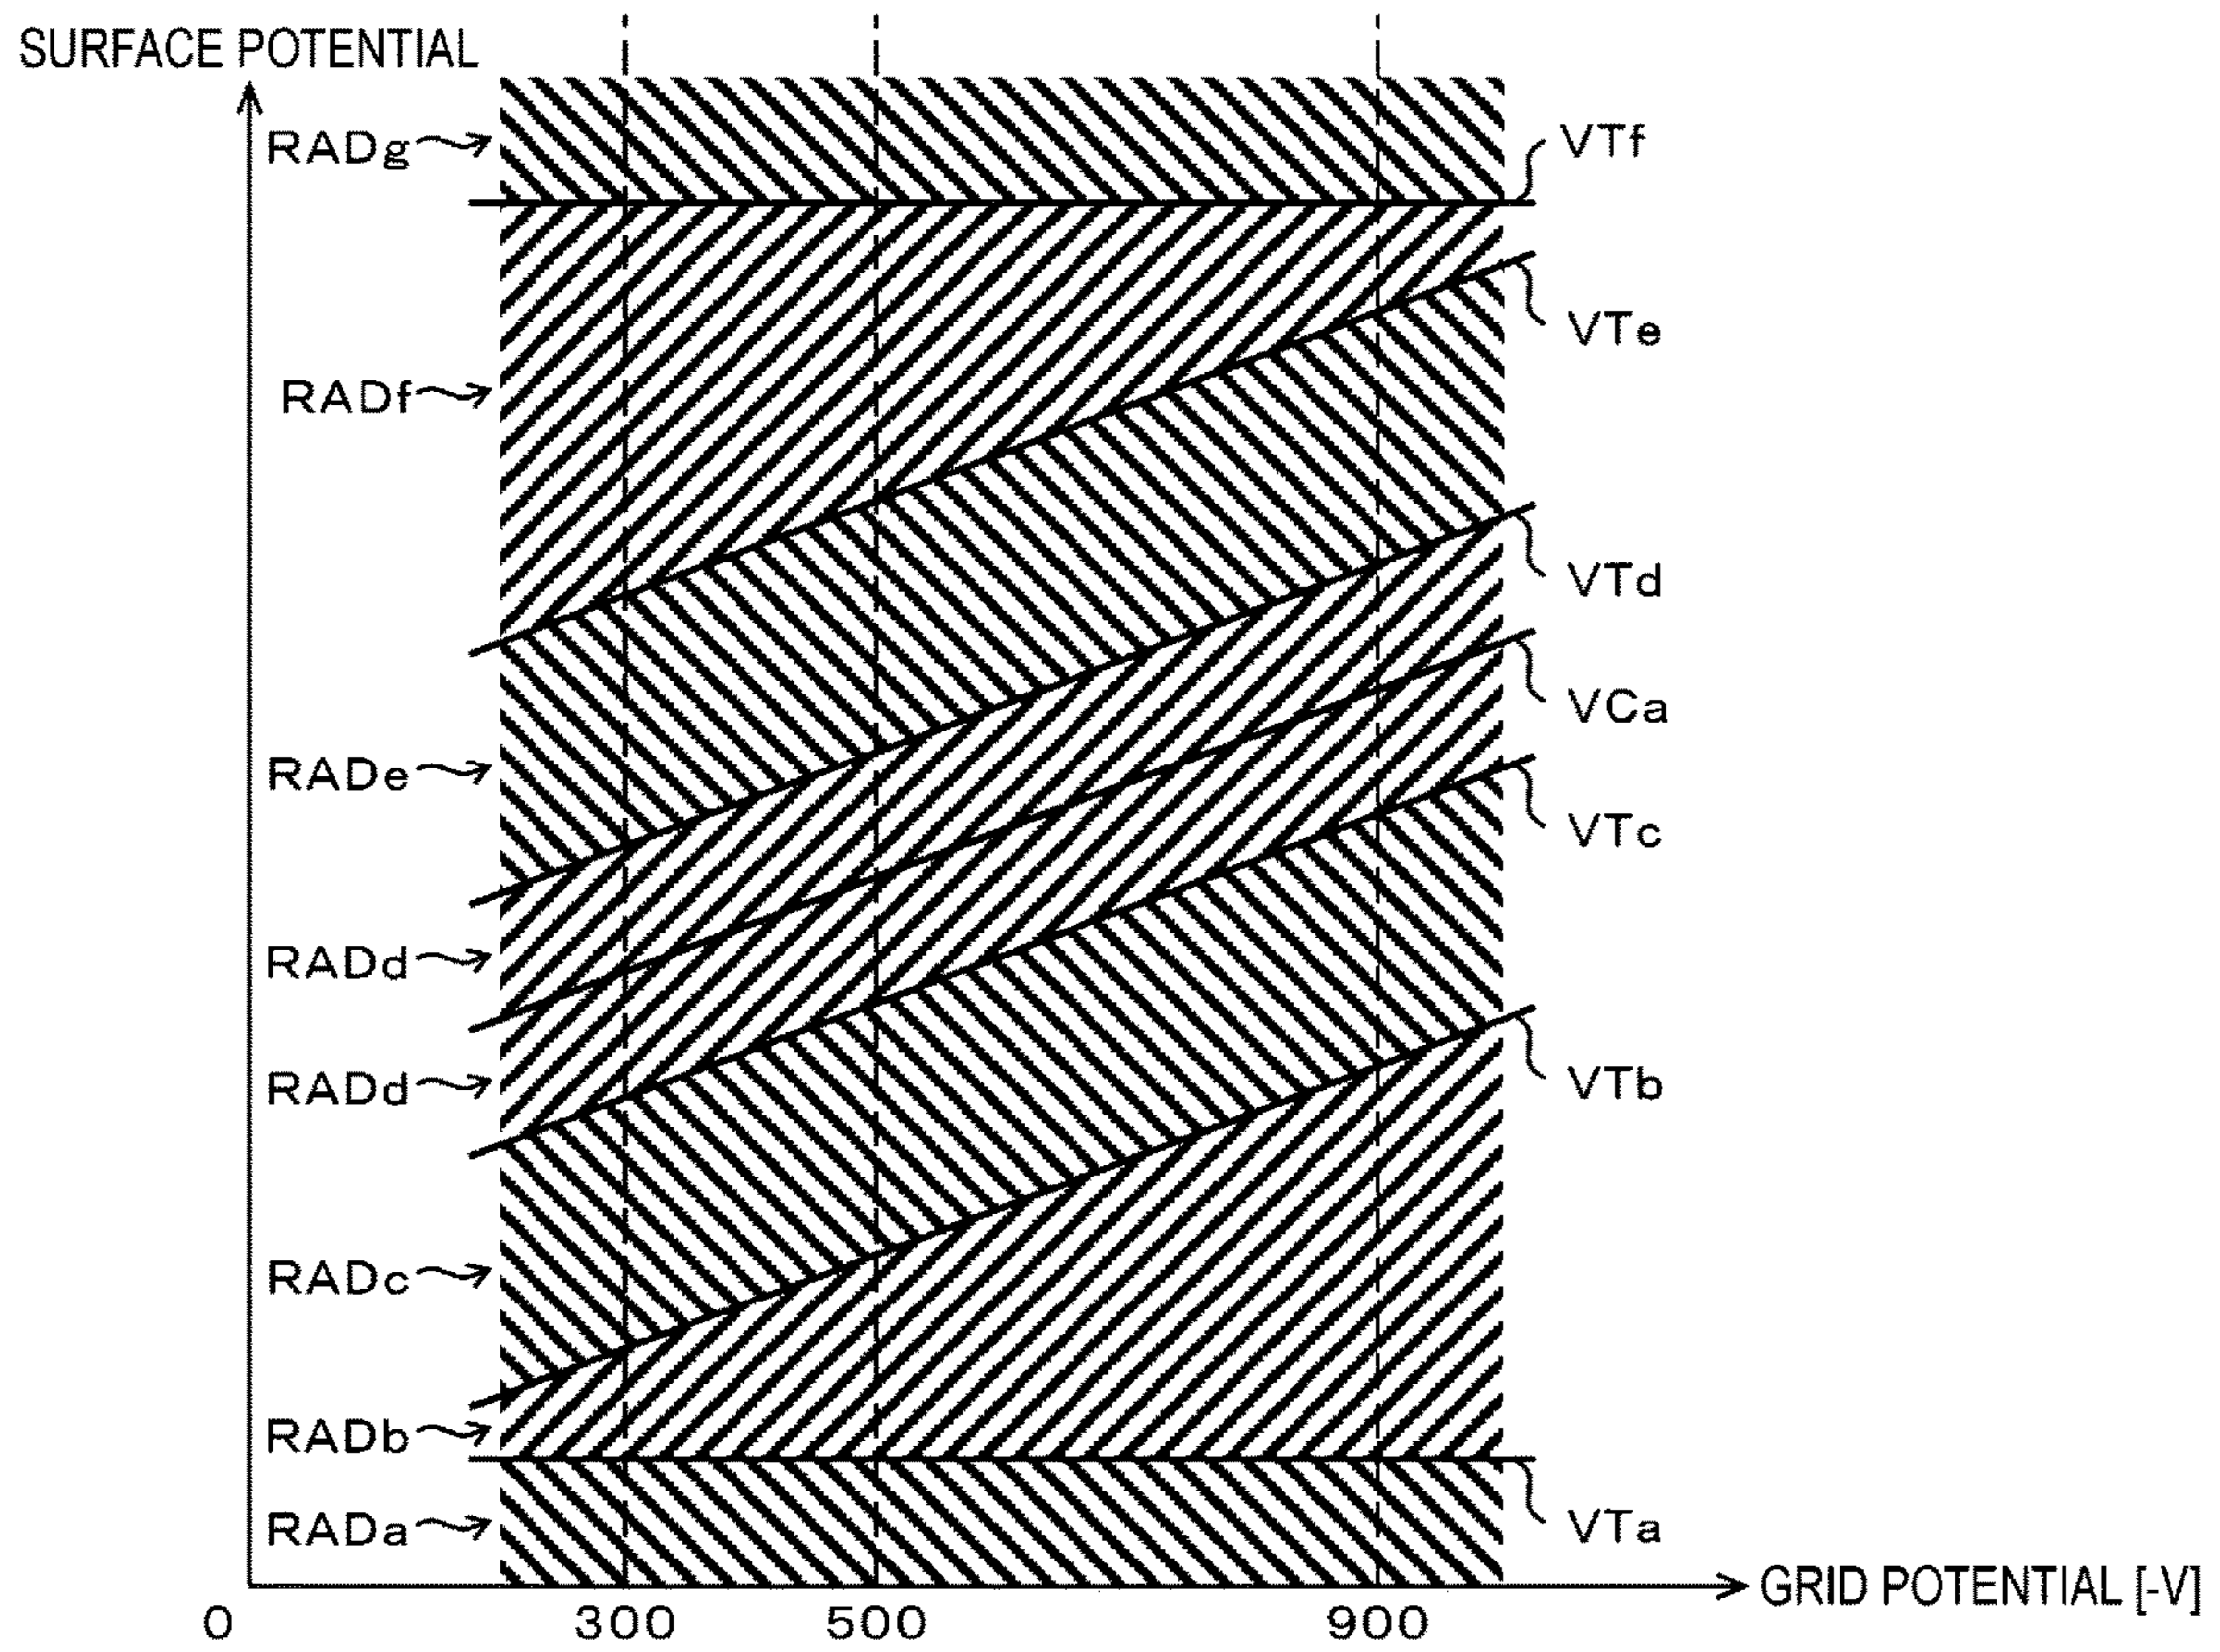 SURFACE POTENTIAL
RADg
VTf
VTe
RADf
VTd
VCa
RADe
VTc
RADd
RADd
VTb
RADc
RADb
RADa
VTa
GRID POTENTIAL [-V]
0 300 500 900